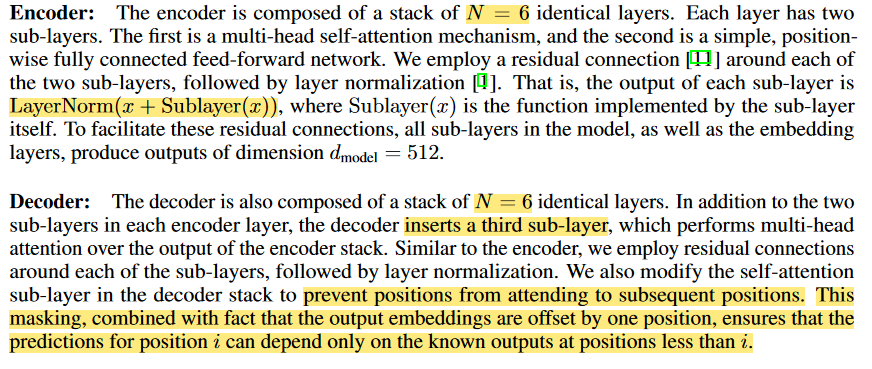 Encoder: The encoder is composed of a stack of N = 6 identical layers. Each layer has two
sub-layers. The first is a multi-head self-attention mechanism, and the second is a simple, position-
wise fully connected feed-forward network. We employ a residual connection [11] around each of
the two sub-layers, followed by layer normalization [1]. That is, the output of each sub-layer is
LayerNorm(x + Sublayer(x)), where Sublayer(x) is the function implemented by the sub-layer
itself. To facilitate these residual connections, all sub-layers in the model, as well as the embedding
layers, produce outputs of dimension d_model = 512.
Decoder: The decoder is also composed of a stack of N = 6 identical layers. In addition to the two
sub-layers in each encoder layer, the decoder inserts a third sub-layer, which performs multi-head
attention over the output of the encoder stack. Similar to the encoder, we employ residual connections
around each of the sub-layers, followed by layer normalization. We also modify the self-attention
sub-layer in the decoder stack to prevent positions from attending to subsequent positions. This
masking, combined with fact that the output embeddings are offset by one position, ensures that the
predictions for position i can depend only on the known outputs at positions less than i.